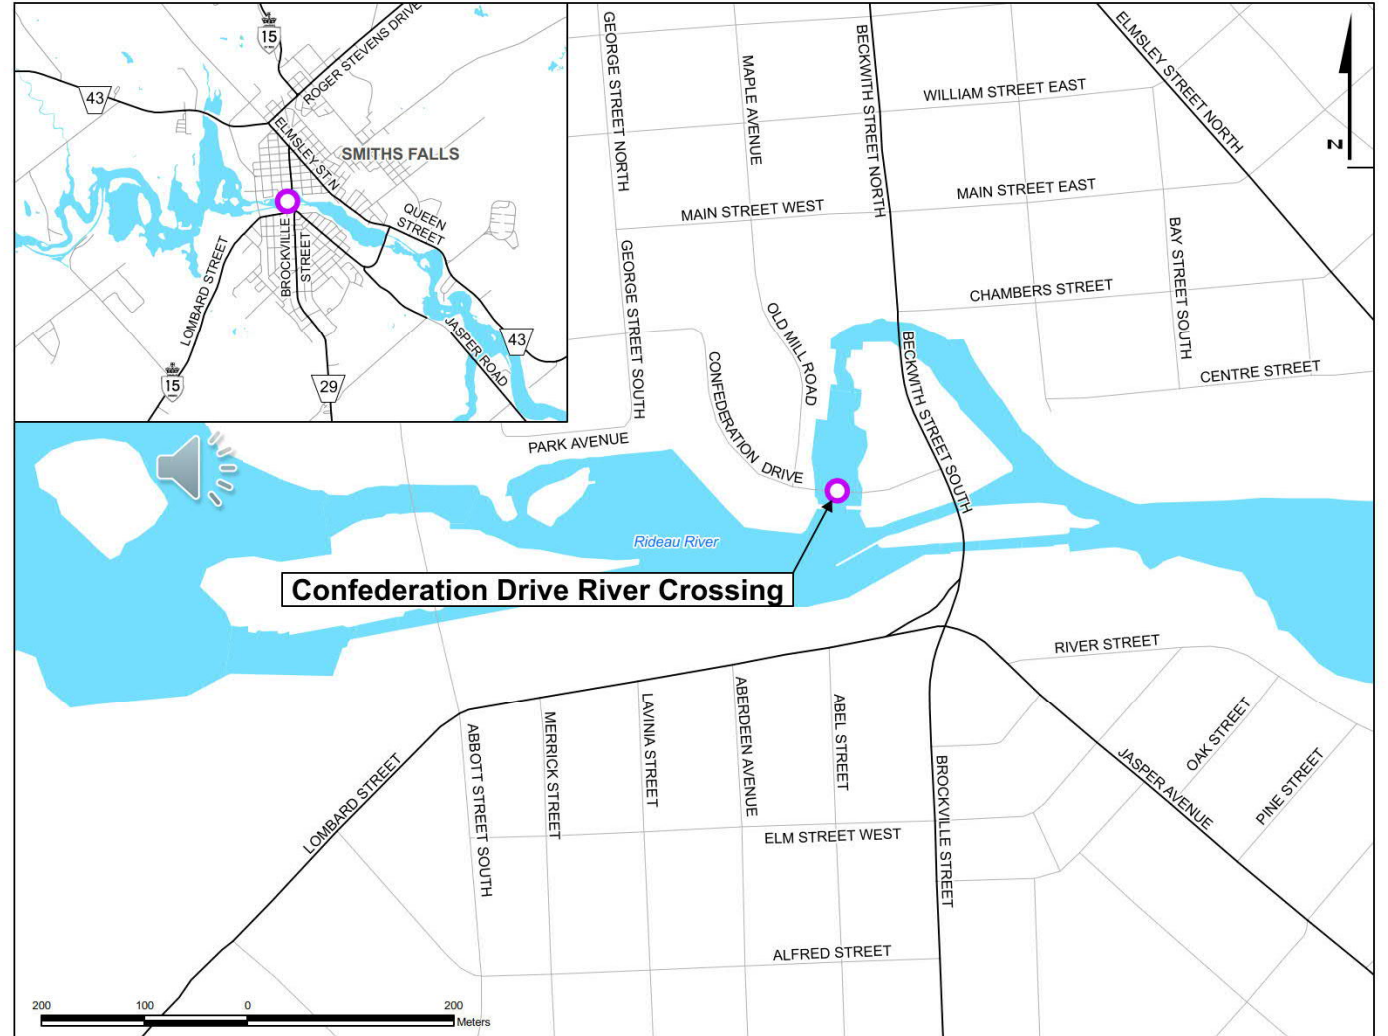 15
ROGER STEVENS DRIVE
43
ELMSLEY ST N
SMITHS FALLS
QUEEN
STREET
BROCKVILLE
STREET
LOMBARD STREET
JASPER ROAD
43
15
29
GEORGE STREET NORTH
MAPLE AVENUE
BECKWITH STREET NORTH
ELMSLEY STREET NORTH
N
WILLIAM STREET EAST
MAIN STREET EAST
MAIN STREET WEST
BAY STREET SOUTH
GEORGE STREET SOUTH
CHAMBERS STREET
OLD MILL ROAD
CONFEDERATION DRIVE
BECKWITH STREET SOUTH
CENTRE STREET
PARK AVENUE
Rideau River
Confederation Drive River Crossing
RIVER STREET
ABBOTT STREET SOUTH
MERRICK STREET
LAVINIA STREET
ABERDEEN AVENUE
ABEL STREET
LOMBARD STREET
BROCKVILLE STREET
JASPER AVENUE
OAK STREET
PINE STREET
ELM STREET WEST
ALFRED STREET
200 100 0 200
Meters